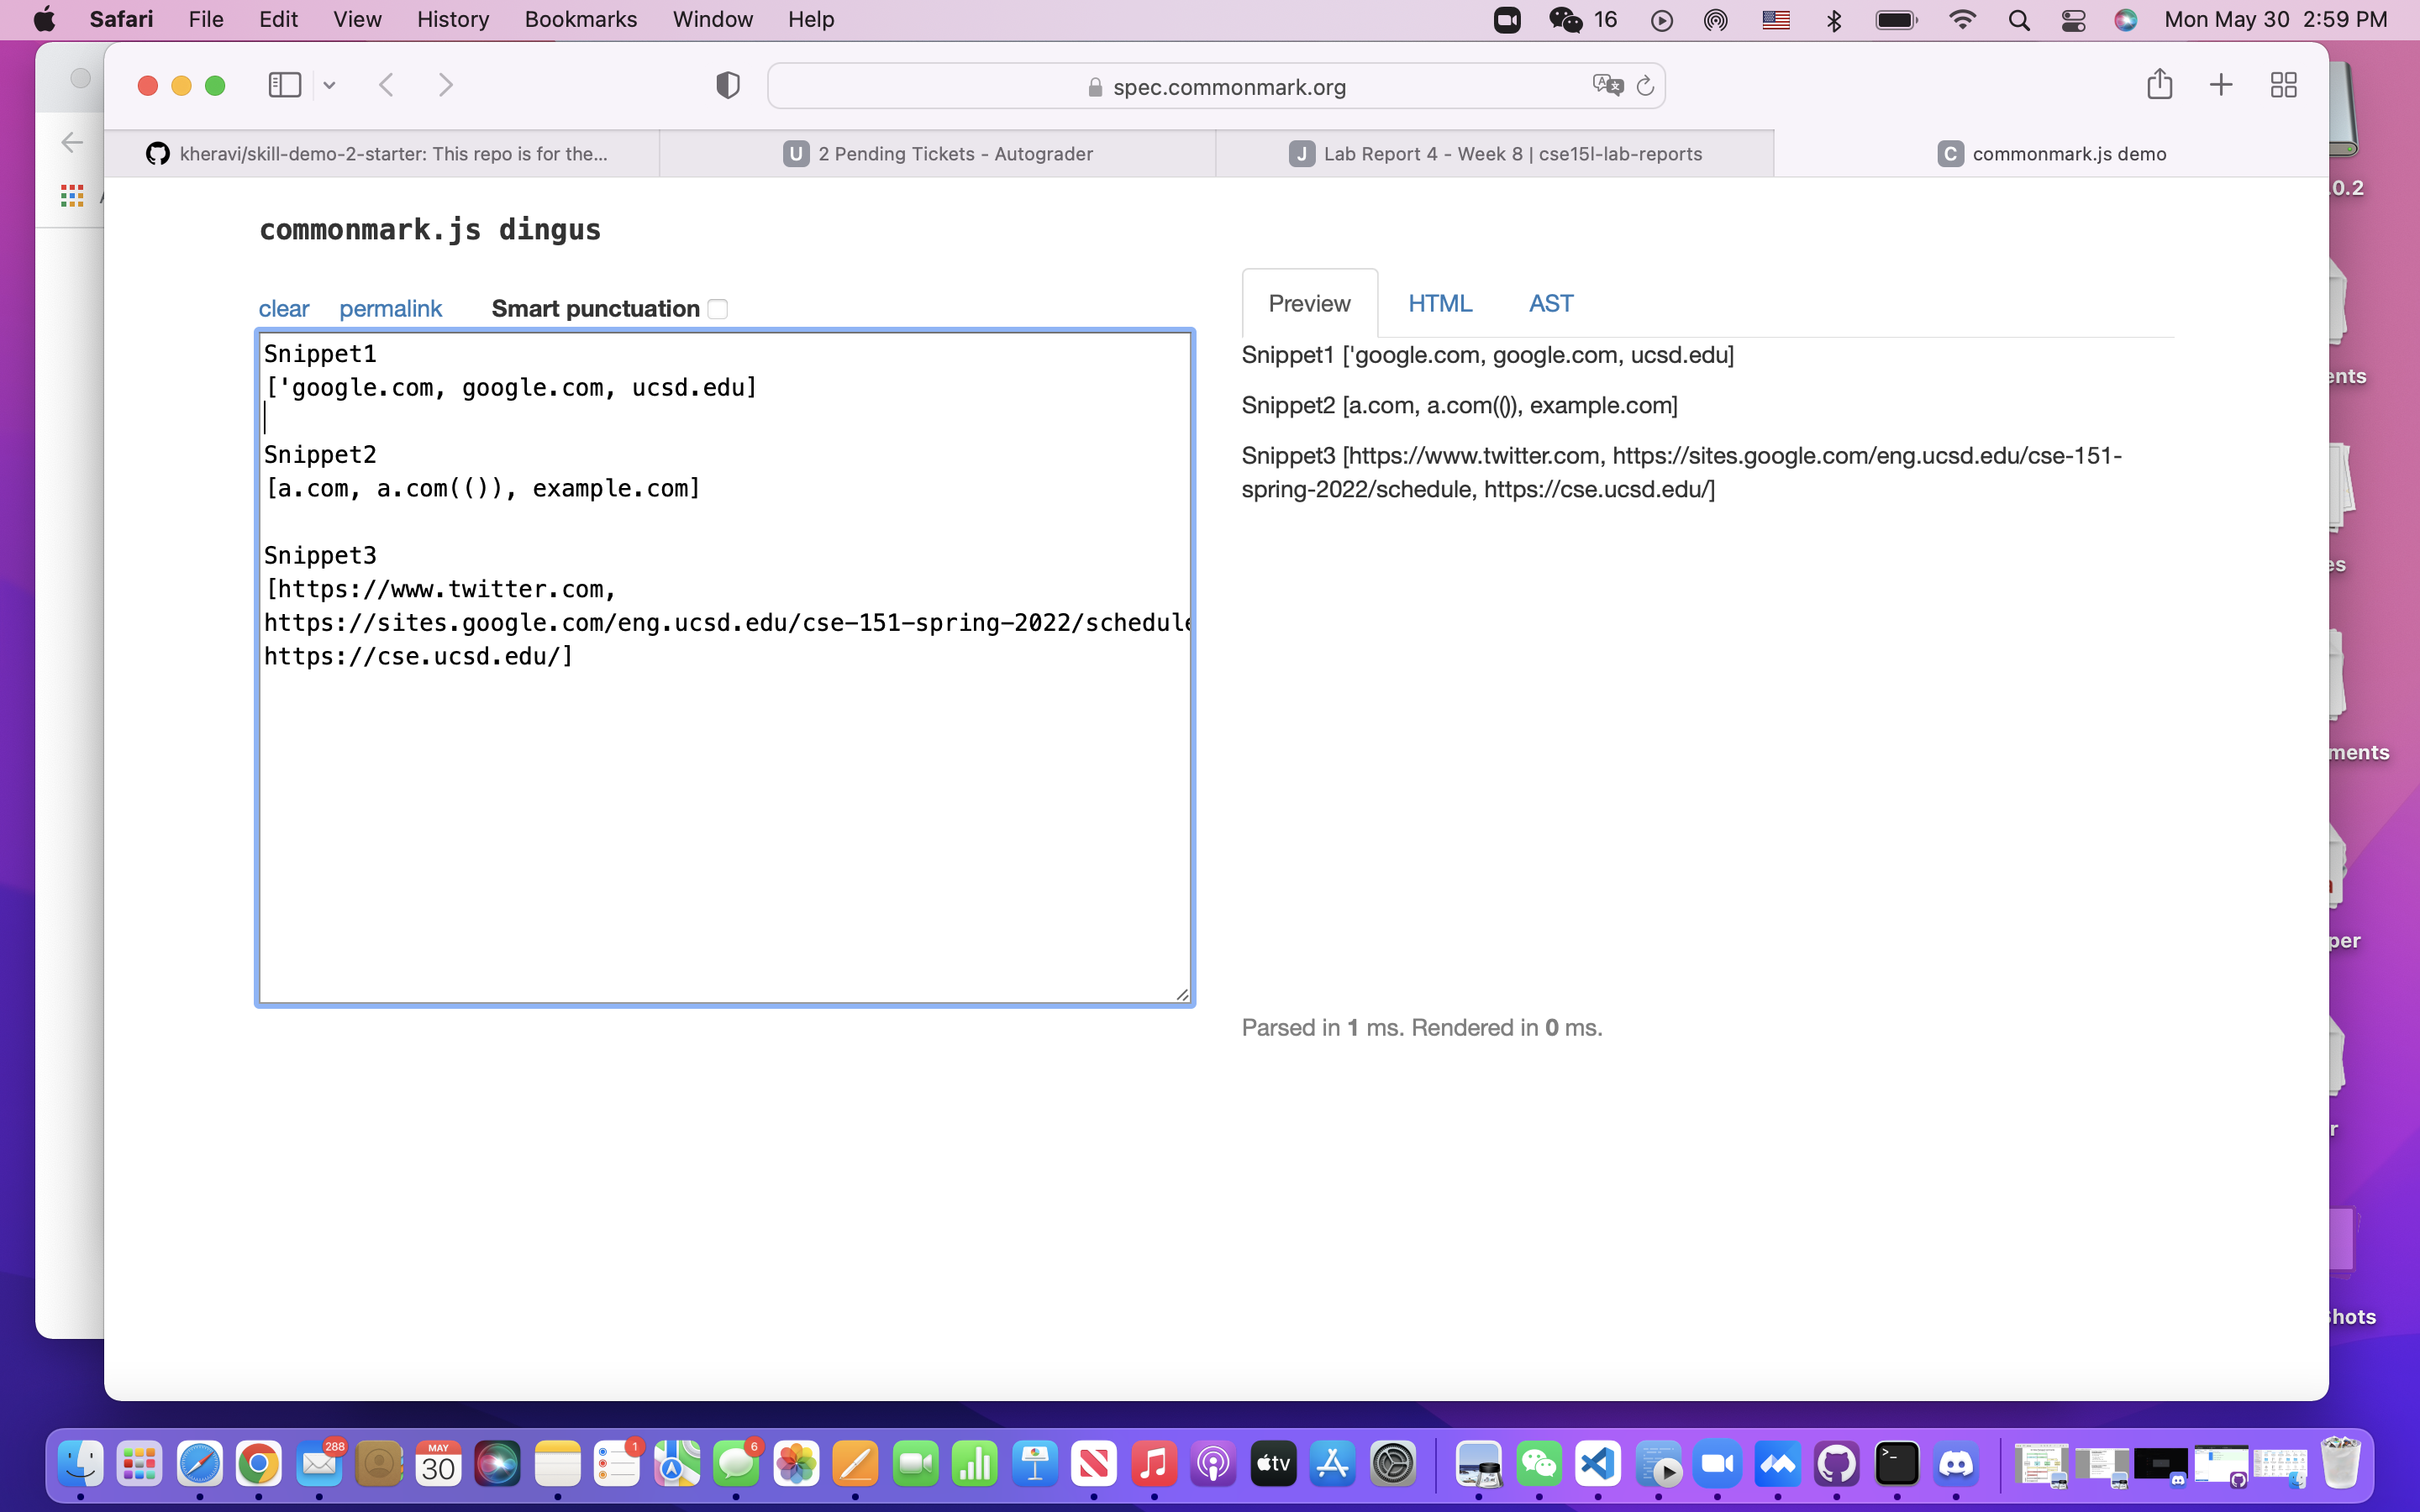 Safari File Edit View History Bookmarks Window Help 16 Mon May 30 2:59 PM
spec.commonmark.org
kheravi/skill-demo-2-starter: This repo is for the... U 2 Pending Tickets - Autograder J Lab Report 4 - Week 8 | cse15l-lab-reports C commonmark.js demo
commonmark.js dingus
clear permalink Smart punctuation
Preview HTML AST
Snippet1
['google.com, google.com, ucsd.edu]
Snippet2
[a.com, a.com(()), example.com]
Snippet3
[https://www.twitter.com,
https://sites.google.com/eng.ucsd.edu/cse-151-spring-2022/schedule
https://cse.ucsd.edu/]
Snippet1 ['google.com, google.com, ucsd.edu]
Snippet2 [a.com, a.com(()), example.com]
Snippet3 [https://www.twitter.com, https://sites.google.com/eng.ucsd.edu/cse-151-
spring-2022/schedule, https://cse.ucsd.edu/]
Parsed in 1 ms. Rendered in 0 ms.
.0.2
ents
es
ments
per
r
hots
288 MAY 30 1 6 tv